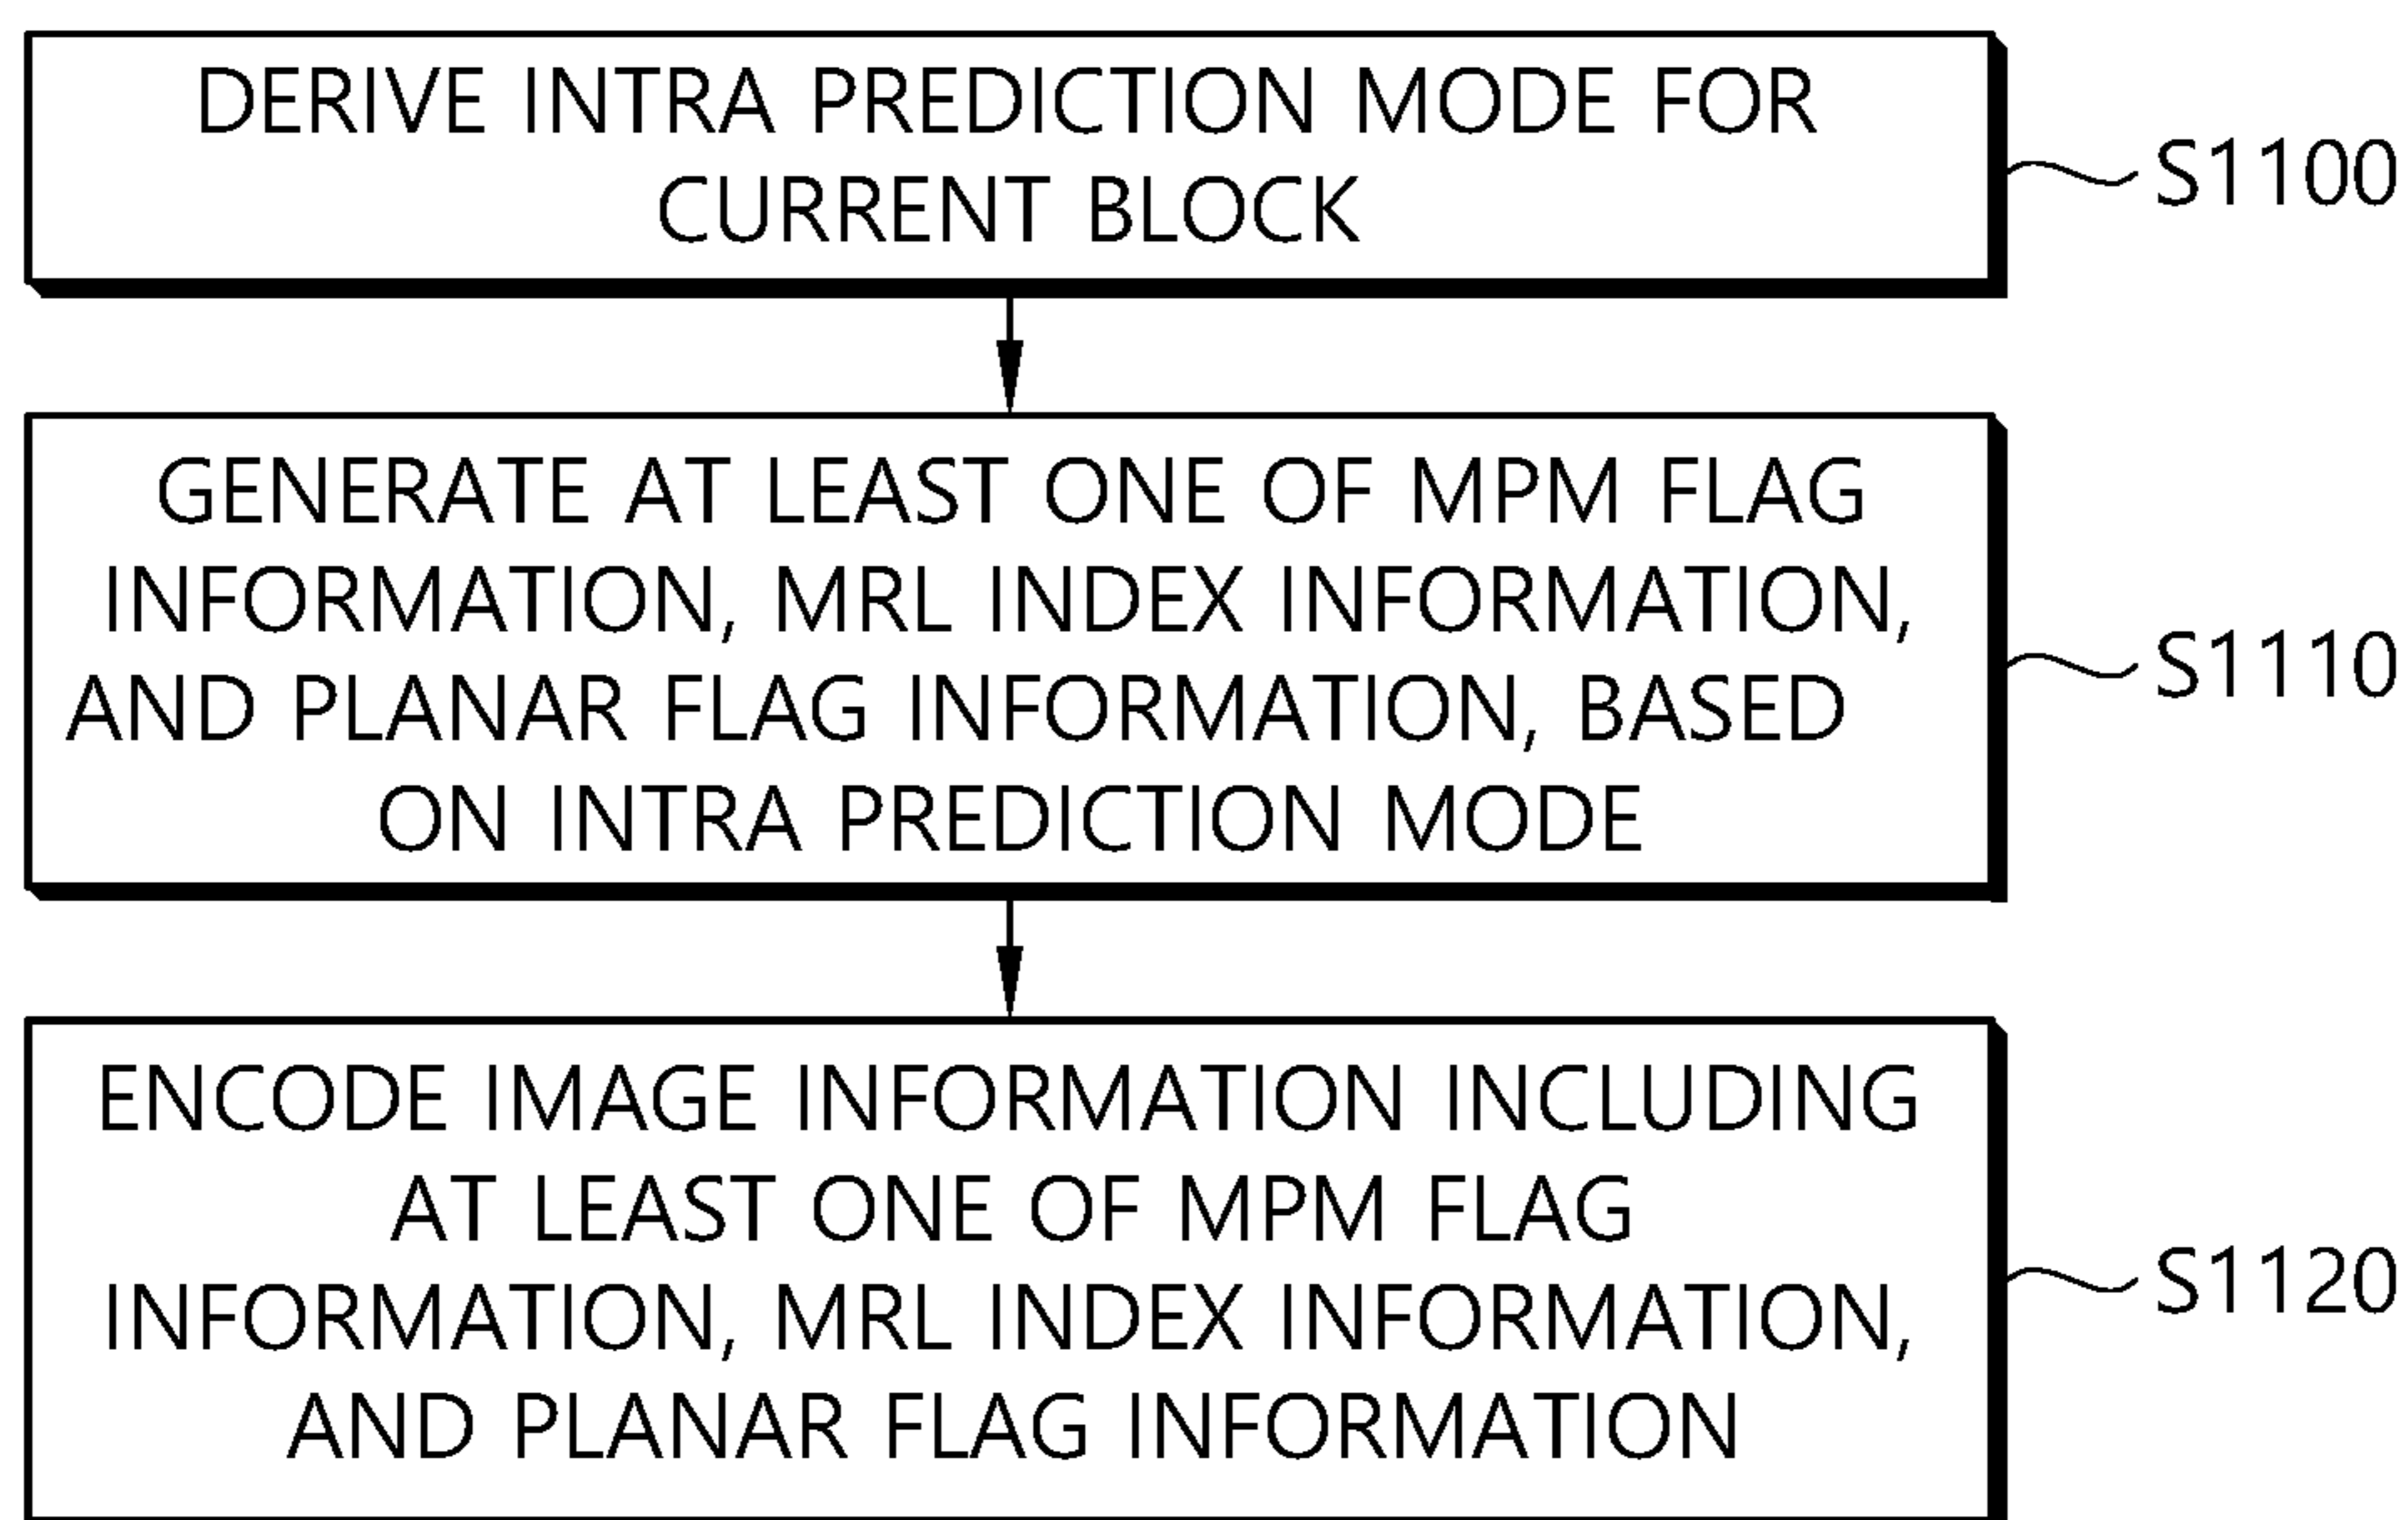 DERIVE INTRA PREDICTION MODE FOR
CURRENT BLOCK
S1100
GENERATE AT LEAST ONE OF MPM FLAG
INFORMATION, MRL INDEX INFORMATION,
AND PLANAR FLAG INFORMATION, BASED
ON INTRA PREDICTION MODE
S1110
ENCODE IMAGE INFORMATION INCLUDING
AT LEAST ONE OF MPM FLAG
INFORMATION, MRL INDEX INFORMATION,
AND PLANAR FLAG INFORMATION
S1120